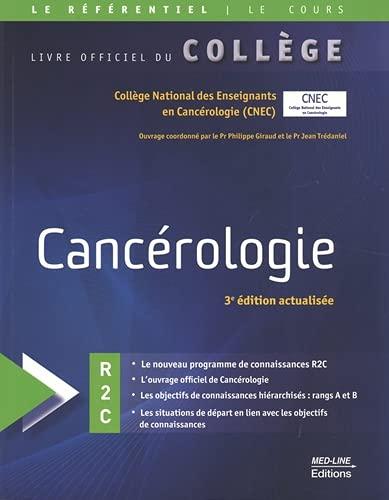 LE RÉFÉRENTIEL | LE COURS
LIVRE OFFICIEL DU COLLÈGE
Collège National des Enseignants
en Cancérologie (CNEC)
CNEC
Collège National des Enseignants
en Cancérologie
Ouvrage coordonné par le Pr Philippe Giraud et le Pr Jean Trédaniel
Cancérologie
3e édition actualisée
R2C
• Le nouveau programme de connaissances R2C
• L'ouvrage officiel de Cancérologie
• Les objectifs de connaissances hiérarchisés : rangs A et B
• Les situations de départ en lien avec les objectifs
de connaissances
MED-LINE
Editions